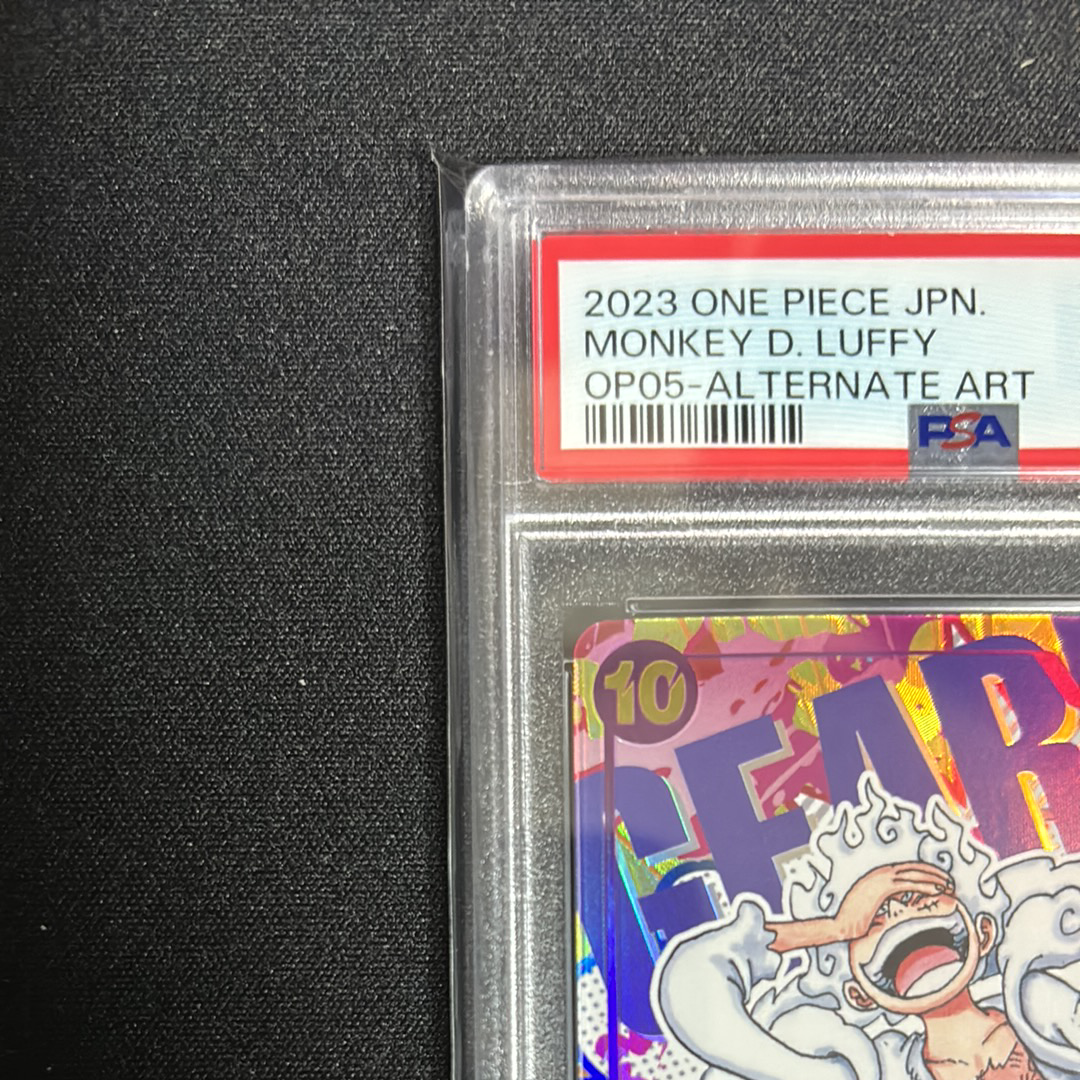 2023 ONE PIECE JPN.
MONKEY D. LUFFY
OP05-ALTERNATE ART
PSA
10
GEAR